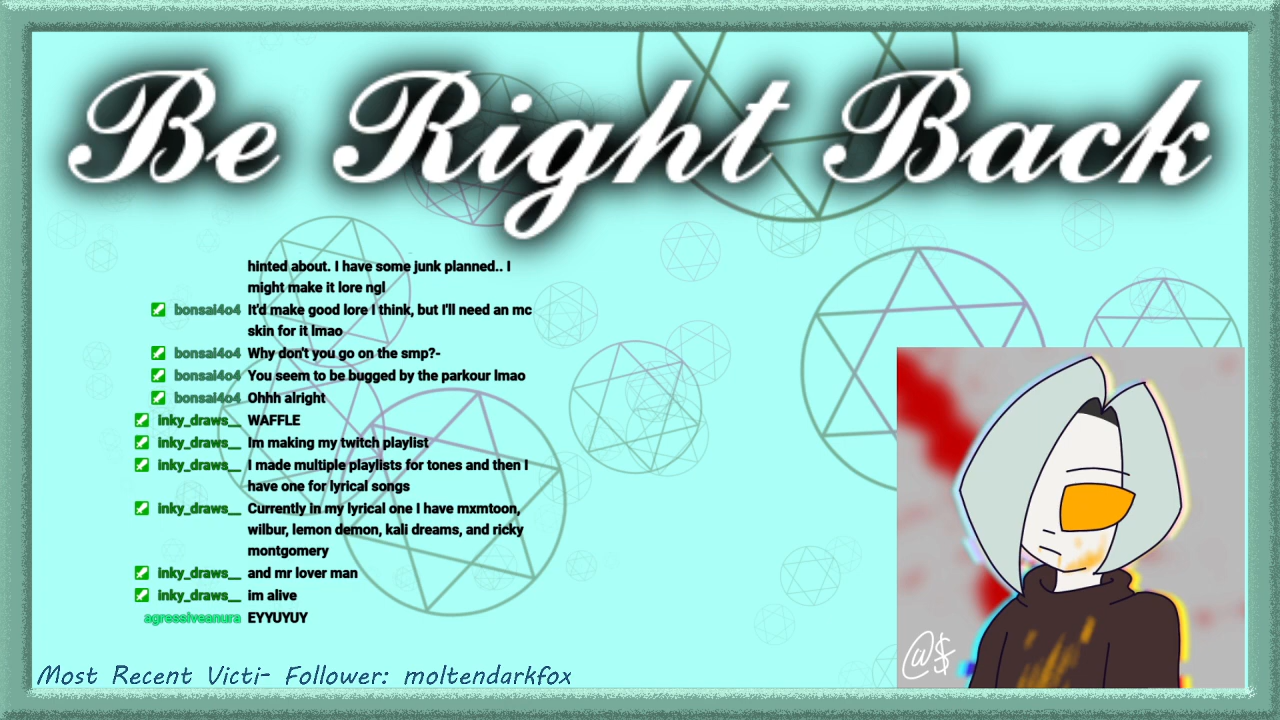 Be Right Back
hinted about. I have some junk planned.. I
might make it lore ngl
bonsai4o4 It'd make good lore I think, but I'll need an mc
skin for it lmao
bonsai4o4 Why don't you go on the smp?-
bonsai4o4 You seem to be bugged by the parkour lmao
bonsai4o4 Ohhh alright
inky_draws__ WAFFLE
inky_draws__ Im making my twitch playlist
inky_draws__ I made multiple playlists for tones and then I
have one for lyrical songs
inky_draws__ Currently in my lyrical one I have mxmtoon,
wilbur, lemon demon, kali dreams, and ricky
montgomery
inky_draws__ and mr lover man
inky_draws__ im alive
agressiveanura EYYUYUY
Most Recent Victi- Follower: moltendarkfox